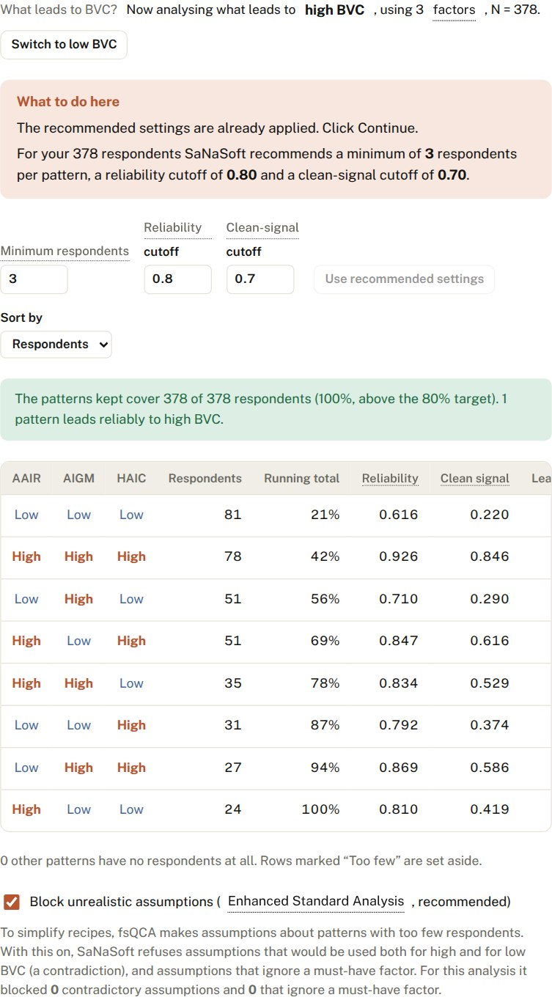 What leads to BVC? Now analysing what leads to high BVC , using 3 factors , N = 378.
Switch to low BVC
What to do here
The recommended settings are already applied. Click Continue.
For your 378 respondents SaNaSoft recommends a minimum of 3 respondents
per pattern, a reliability cutoff of 0.80 and a clean-signal cutoff of 0.70.
Reliability Clean-signal
Minimum respondents cutoff cutoff
3 0.8 0.7 Use recommended settings
Sort by
Respondents
The patterns kept cover 378 of 378 respondents (100%, above the 80% target). 1
pattern leads reliably to high BVC.
AAIR AIGM HAIC Respondents Running total Reliability Clean signal Lea
Low Low Low 81 21% 0.616 0.220
High High High 78 42% 0.926 0.846
Low High Low 51 56% 0.710 0.290
High Low High 51 69% 0.847 0.616
High High Low 35 78% 0.834 0.529
Low Low High 31 87% 0.792 0.374
Low High High 27 94% 0.869 0.586
High Low Low 24 100% 0.810 0.419
0 other patterns have no respondents at all. Rows marked “Too few” are set aside.
Block unrealistic assumptions ( Enhanced Standard Analysis , recommended)
To simplify recipes, fsQCA makes assumptions about patterns with too few respondents.
With this on, SaNaSoft refuses assumptions that would be used both for high and for low
BVC (a contradiction), and assumptions that ignore a must-have factor. For this analysis it
blocked 0 contradictory assumptions and 0 that ignore a must-have factor.